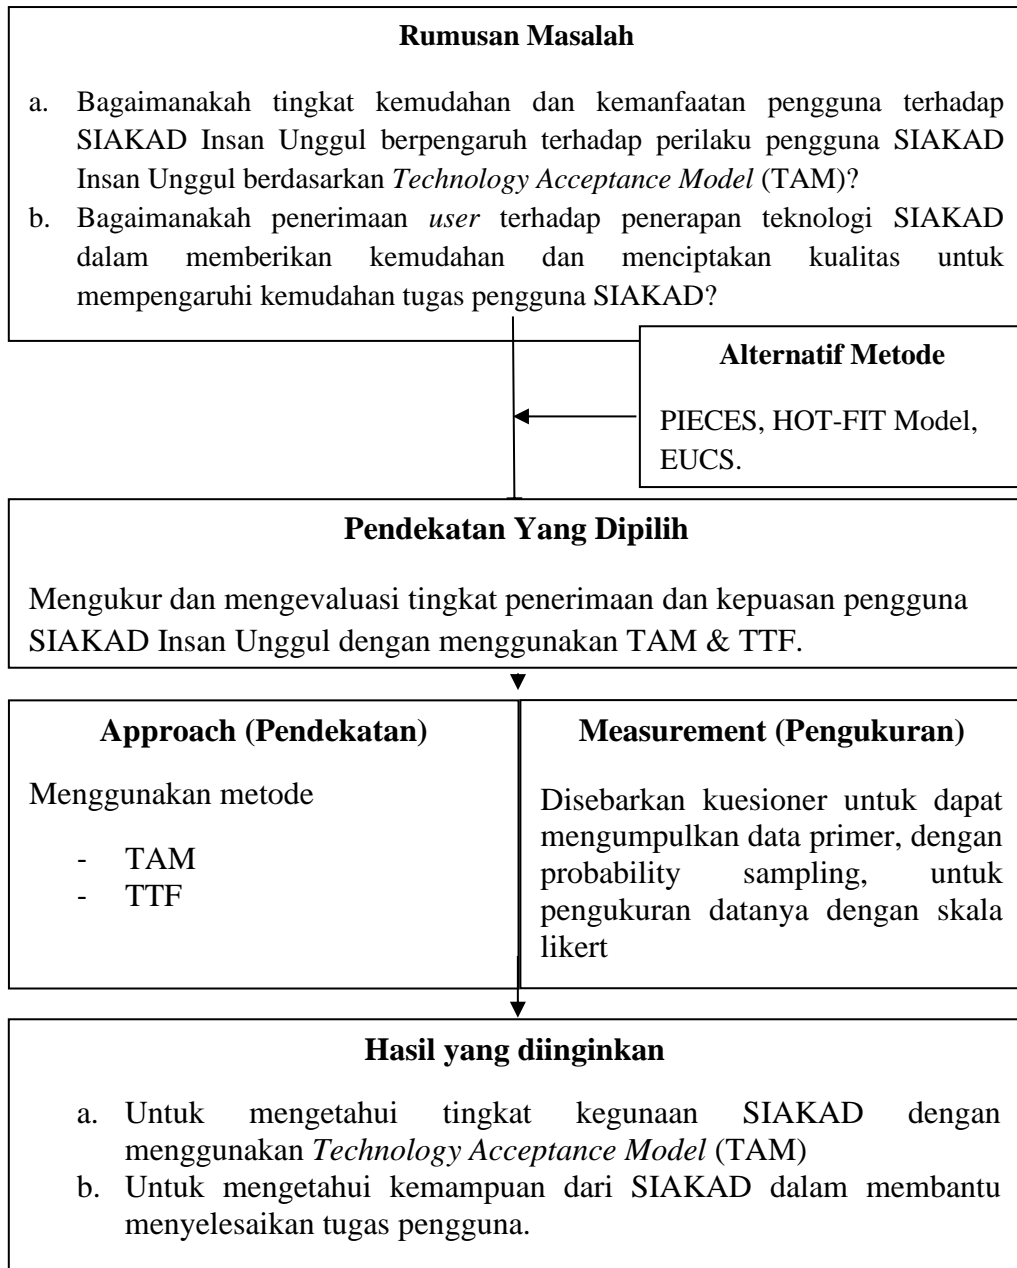 Rumusan Masalah
a. Bagaimanakah tingkat kemudahan dan kemanfaatan pengguna terhadap
SIAKAD Insan Unggul berpengaruh terhadap perilaku pengguna SIAKAD
Insan Unggul berdasarkan Technology Acceptance Model (TAM)?
b. Bagaimanakah penerimaan user terhadap penerapan teknologi SIAKAD
dalam memberikan kemudahan dan menciptakan kualitas untuk
mempengaruhi kemudahan tugas pengguna SIAKAD?
Alternatif Metode
PIECES, HOT-FIT Model,
EUCS.
Pendekatan Yang Dipilih
Mengukur dan mengevaluasi tingkat penerimaan dan kepuasan pengguna
SIAKAD Insan Unggul dengan menggunakan TAM & TTF.
Approach (Pendekatan)
Menggunakan metode
- TAM
- TTF
Measurement (Pengukuran)
Disebarkan kuesioner untuk dapat
mengumpulkan data primer, dengan
probability sampling, untuk
pengukuran datanya dengan skala
likert
Hasil yang diinginkan
a. Untuk mengetahui tingkat kegunaan SIAKAD dengan
menggunakan Technology Acceptance Model (TAM)
b. Untuk mengetahui kemampuan dari SIAKAD dalam membantu
menyelesaikan tugas pengguna.